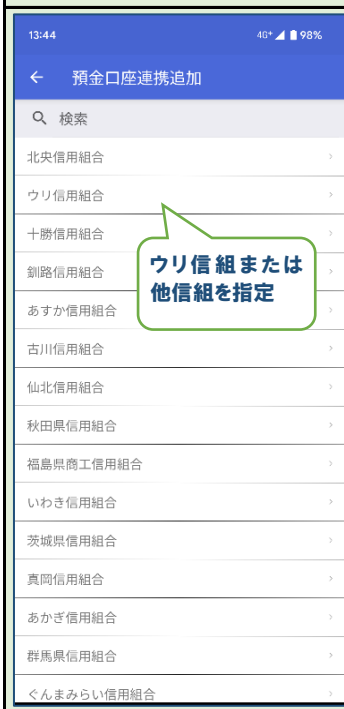 13:44 4G+ 98%
← 預金口座連携追加
検索
北央信用組合
ウリ信用組合
十勝信用組合
釧路信用組合
あすか信用組合
古川信用組合
仙北信用組合
秋田県信用組合
福島県商工信用組合
いわき信用組合
茨城県信用組合
真岡信用組合
あかぎ信用組合
群馬県信用組合
ぐんまみらい信用組合
ウリ信組または
他信組を指定